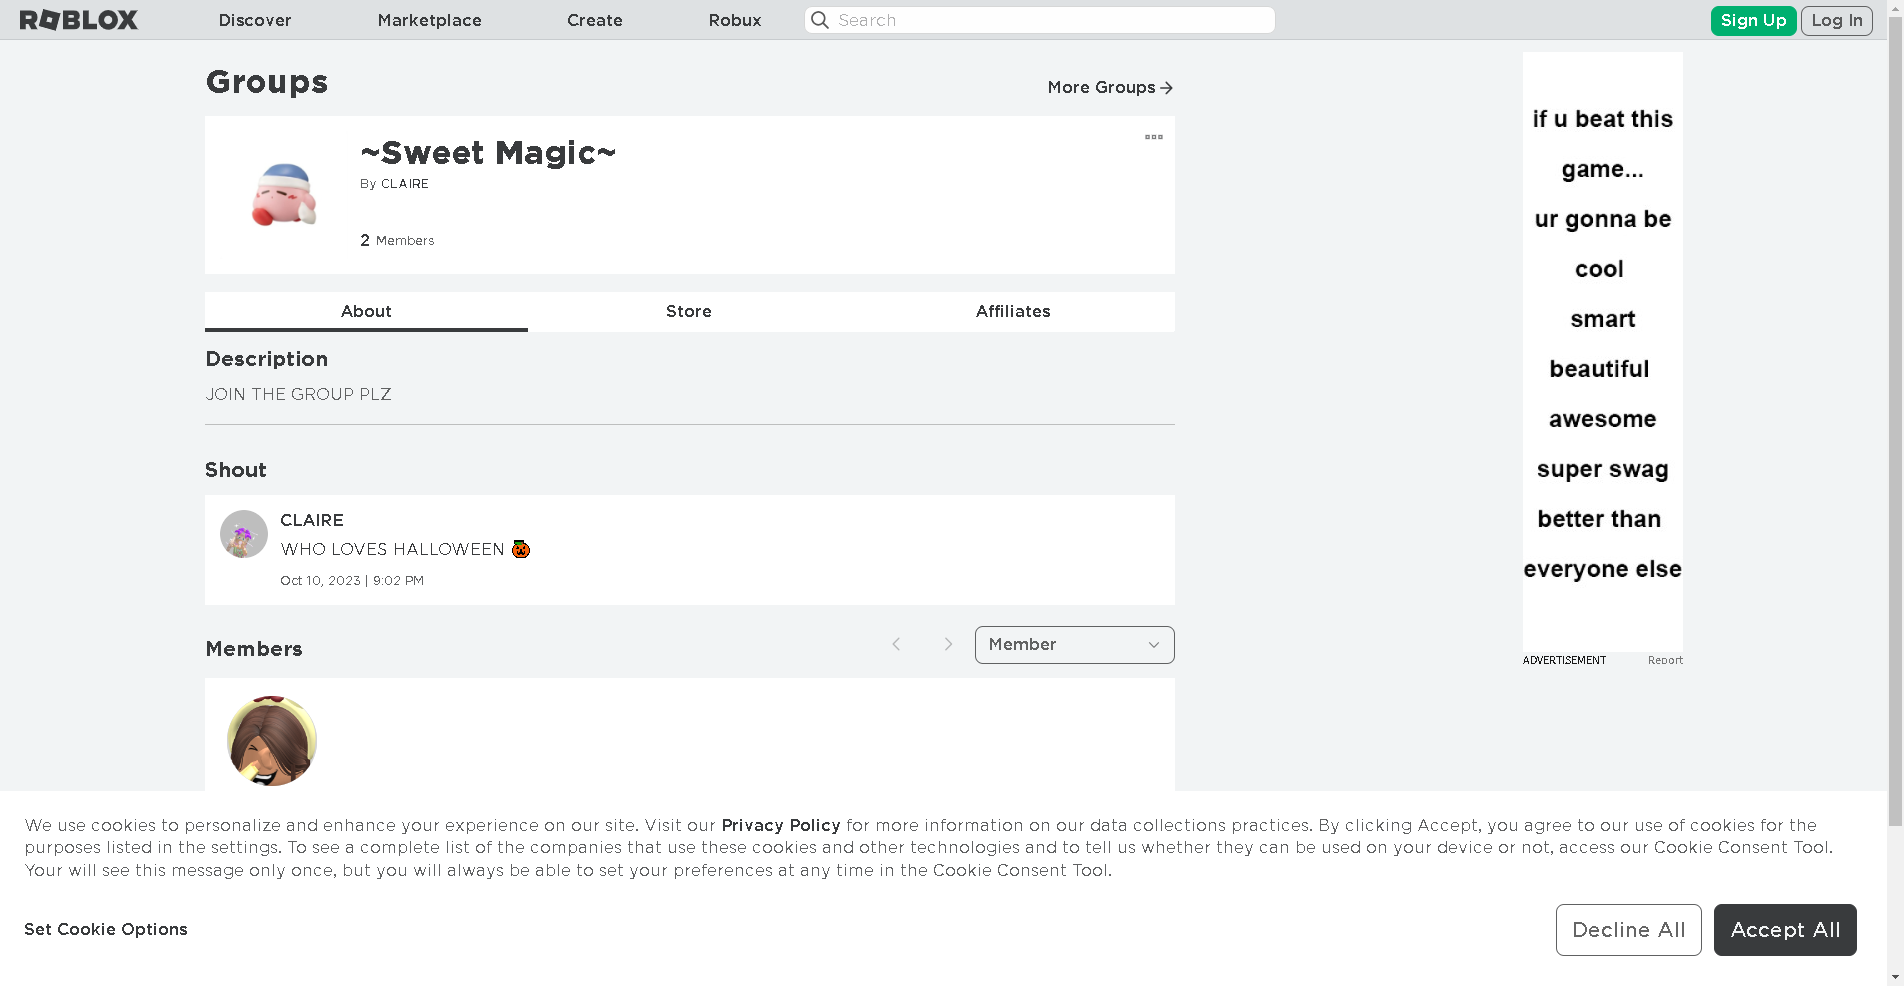 ROBLOX
Discover
Marketplace
Create
Robux
Search
Sign Up
Log In
Groups
More Groups
~Sweet Magic~
By CLAIRE
2 Members
About
Store
Affiliates
Description
JOIN THE GROUP PLZ
Shout
CLAIRE
WHO LOVES HALLOWEEN 🎃
Oct 10, 2023 | 9:02 PM
Members
Member
if u beat this
game...
ur gonna be
cool
smart
beautiful
awesome
super swag
better than
everyone else
ADVERTISEMENT
Report
We use cookies to personalize and enhance your experience on our site. Visit our Privacy Policy for more information on our data collections practices. By clicking Accept, you agree to our use of cookies for the
purposes listed in the settings. To see a complete list of the companies that use these cookies and other technologies and to tell us whether they can be used on your device or not, access our Cookie Consent Tool.
Your will see this message only once, but you will always be able to set your preferences at any time in the Cookie Consent Tool.
Set Cookie Options
Decline All
Accept All